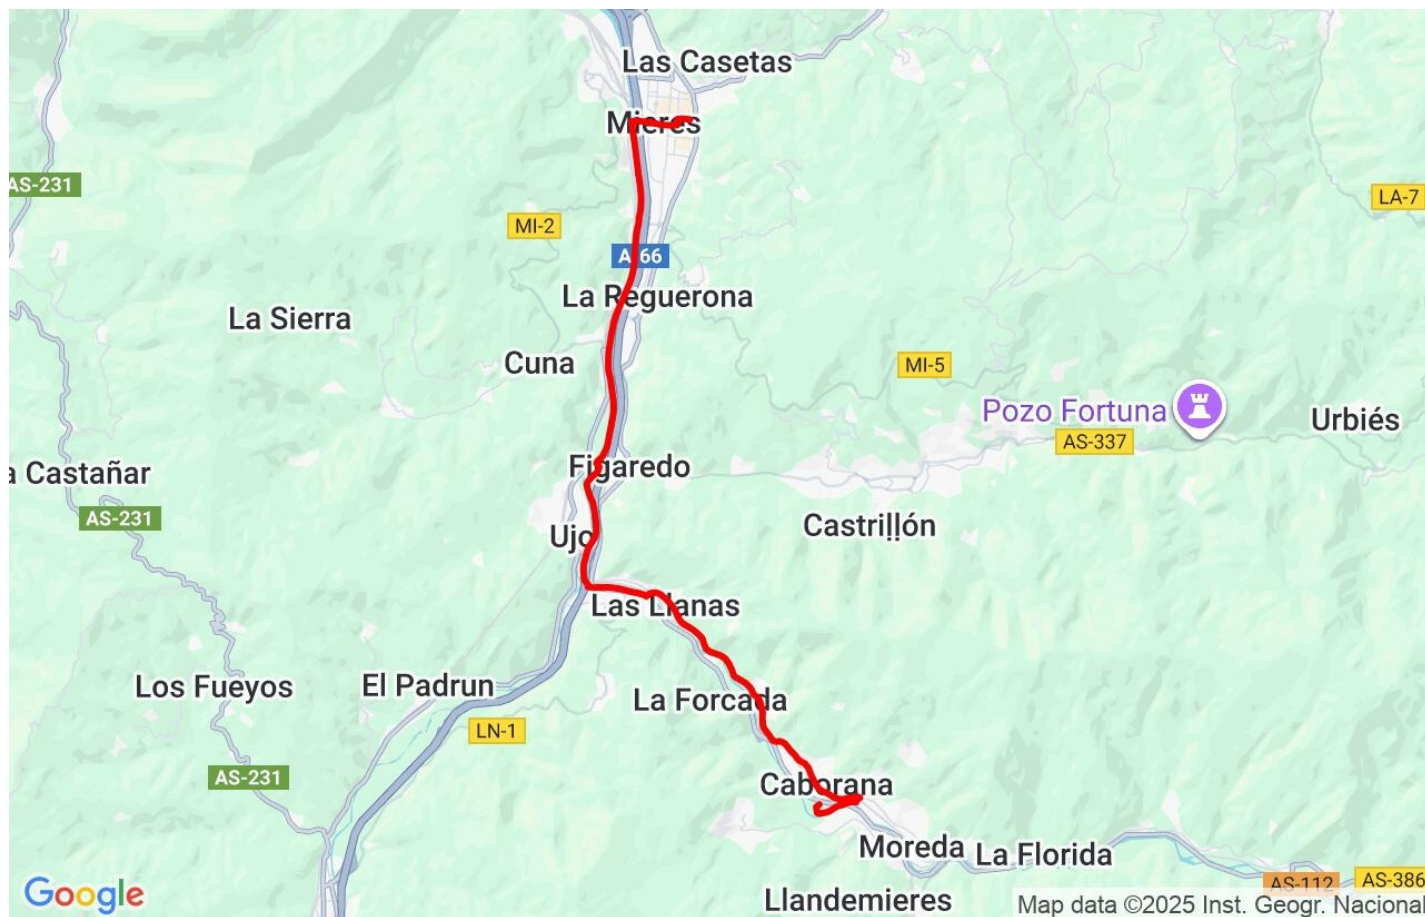 Las Casetas
Mieres
AS-231
LA-7
MI-2
A-66
La Reguerona
La Sierra
Cuna
MI-5
Pozo Fortuna
Urbiés
AS-337
Figaredo
a Castañar
AS-231
Castriḷḷón
Ujo
Las Llanas
Los Fueyos
El Padrun
La Forcada
LN-1
AS-231
Caborana
Moreda
La Florida
AS-112
AS-386
Llandemieres
Google
Map data ©2025 Inst. Geogr. Nacional